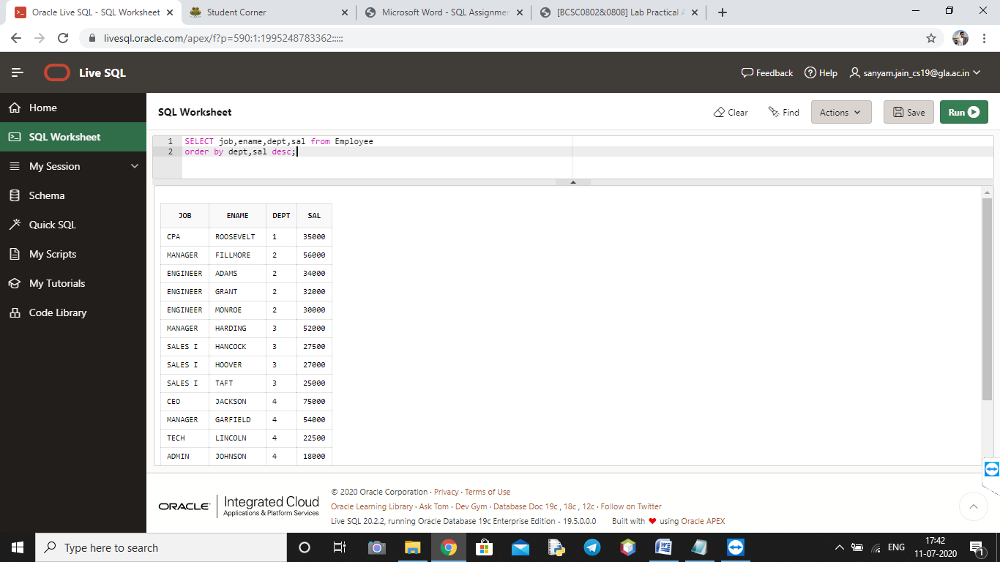 Oracle Live SQL - SQL Worksheet
Student Corner
Microsoft Word - SQL Assignmen
[BCSC0802&0808] Lab Practical A
livesql.oracle.com/apex/f?p=590:1:1995248783362:::::
Live SQL
Feedback
Help
sanyam.jain_cs19@gla.ac.in
Home
SQL Worksheet
My Session
Schema
Quick SQL
My Scripts
My Tutorials
Code Library
SQL Worksheet
Clear
Find
Actions
Save
Run
1 SELECT job,ename,dept,sal from Employee
2 order by dept,sal desc;
JOB ENAME DEPT SAL
CPA ROOSEVELT 1 35000
MANAGER FILLMORE 2 56000
ENGINEER ADAMS 2 34000
ENGINEER GRANT 2 32000
ENGINEER MONROE 2 30000
MANAGER HARDING 3 52000
SALES I HANCOCK 3 27500
SALES I HOOVER 3 27000
SALES I TAFT 3 25000
CEO JACKSON 4 75000
MANAGER GARFIELD 4 54000
TECH LINCOLN 4 22500
ADMIN JOHNSON 4 18000
ORACLE
Integrated Cloud
Applications & Platform Services
© 2020 Oracle Corporation · Privacy · Terms of Use
Oracle Learning Library · Ask Tom · Dev Gym · Database Doc 19c , 18c , 12c · Follow on Twitter
Live SQL 20.2.2, running Oracle Database 19c Enterprise Edition - 19.5.0.0.0 Built with ❤ using Oracle APEX
Type here to search
ENG
17:42
11-07-2020
1